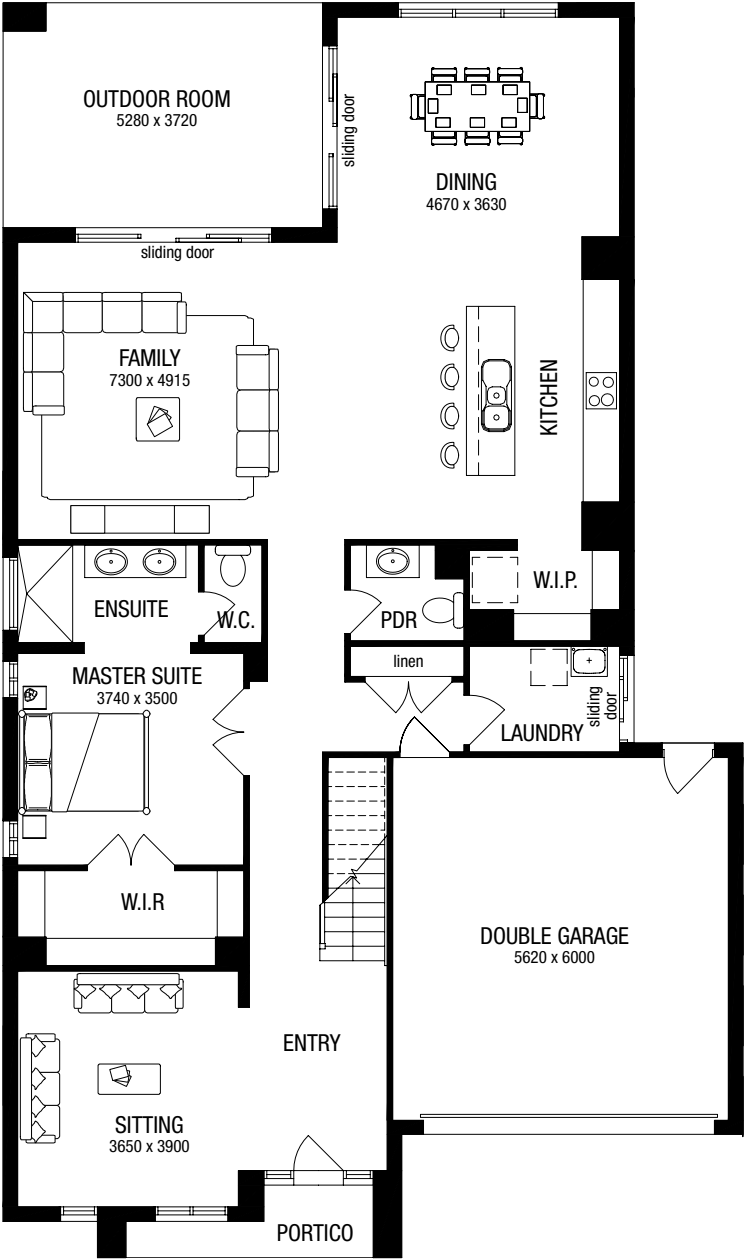 OUTDOOR ROOM
5280 x 3720
sliding door
DINING
4670 x 3630
sliding door
FAMILY
7300 x 4915
KITCHEN
ENSUITE
W.C.
PDR
W.I.P.
linen
MASTER SUITE
3740 x 3500
sliding
door
LAUNDRY
W.I.R
DOUBLE GARAGE
5620 x 6000
ENTRY
SITTING
3650 x 3900
PORTICO